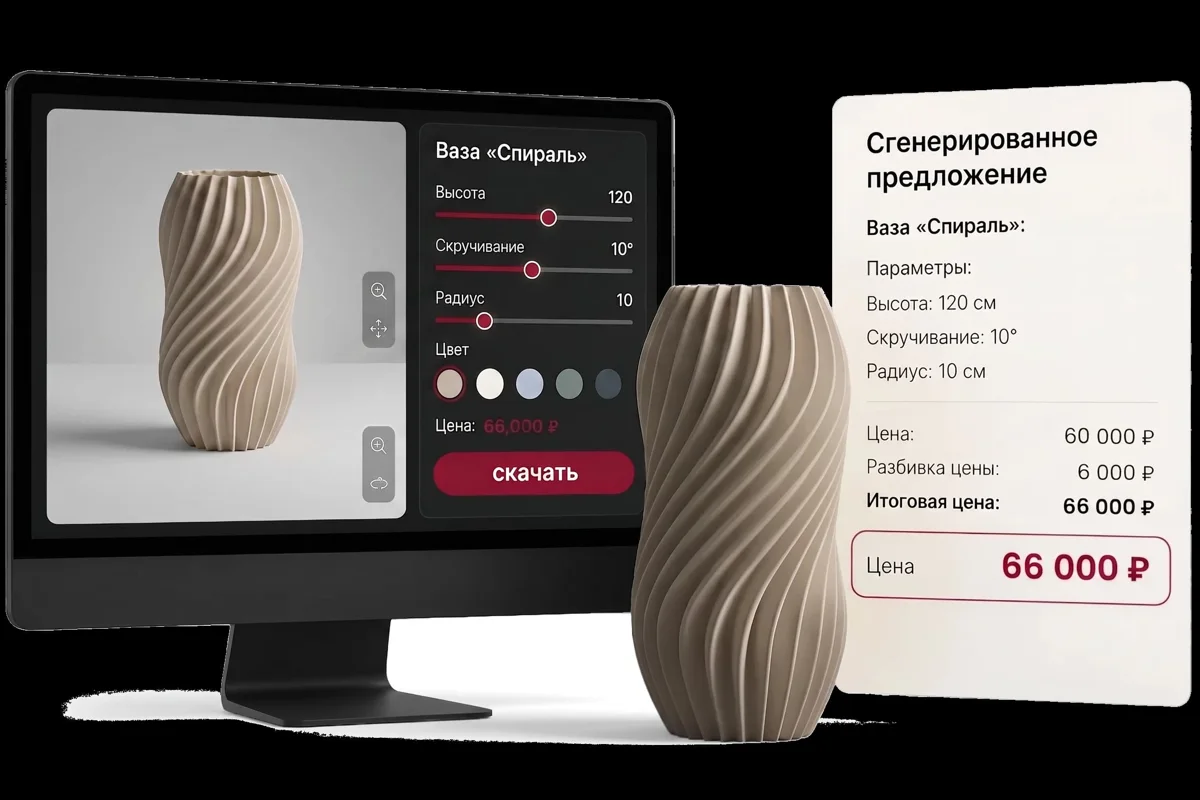 Ваза «Спираль»
Высота 120
Скручивание 10°
Радиус 10
Цвет
Цена: 66,000 ₽
скачать
Сгенерированное
предложение
Ваза «Спираль»:
Параметры:
Высота: 120 см
Скручивание: 10°
Радиус: 10 см
Цена: 60 000 ₽
Разбивка цены: 6 000 ₽
Итоговая цена: 66 000 ₽
Цена 66 000 ₽